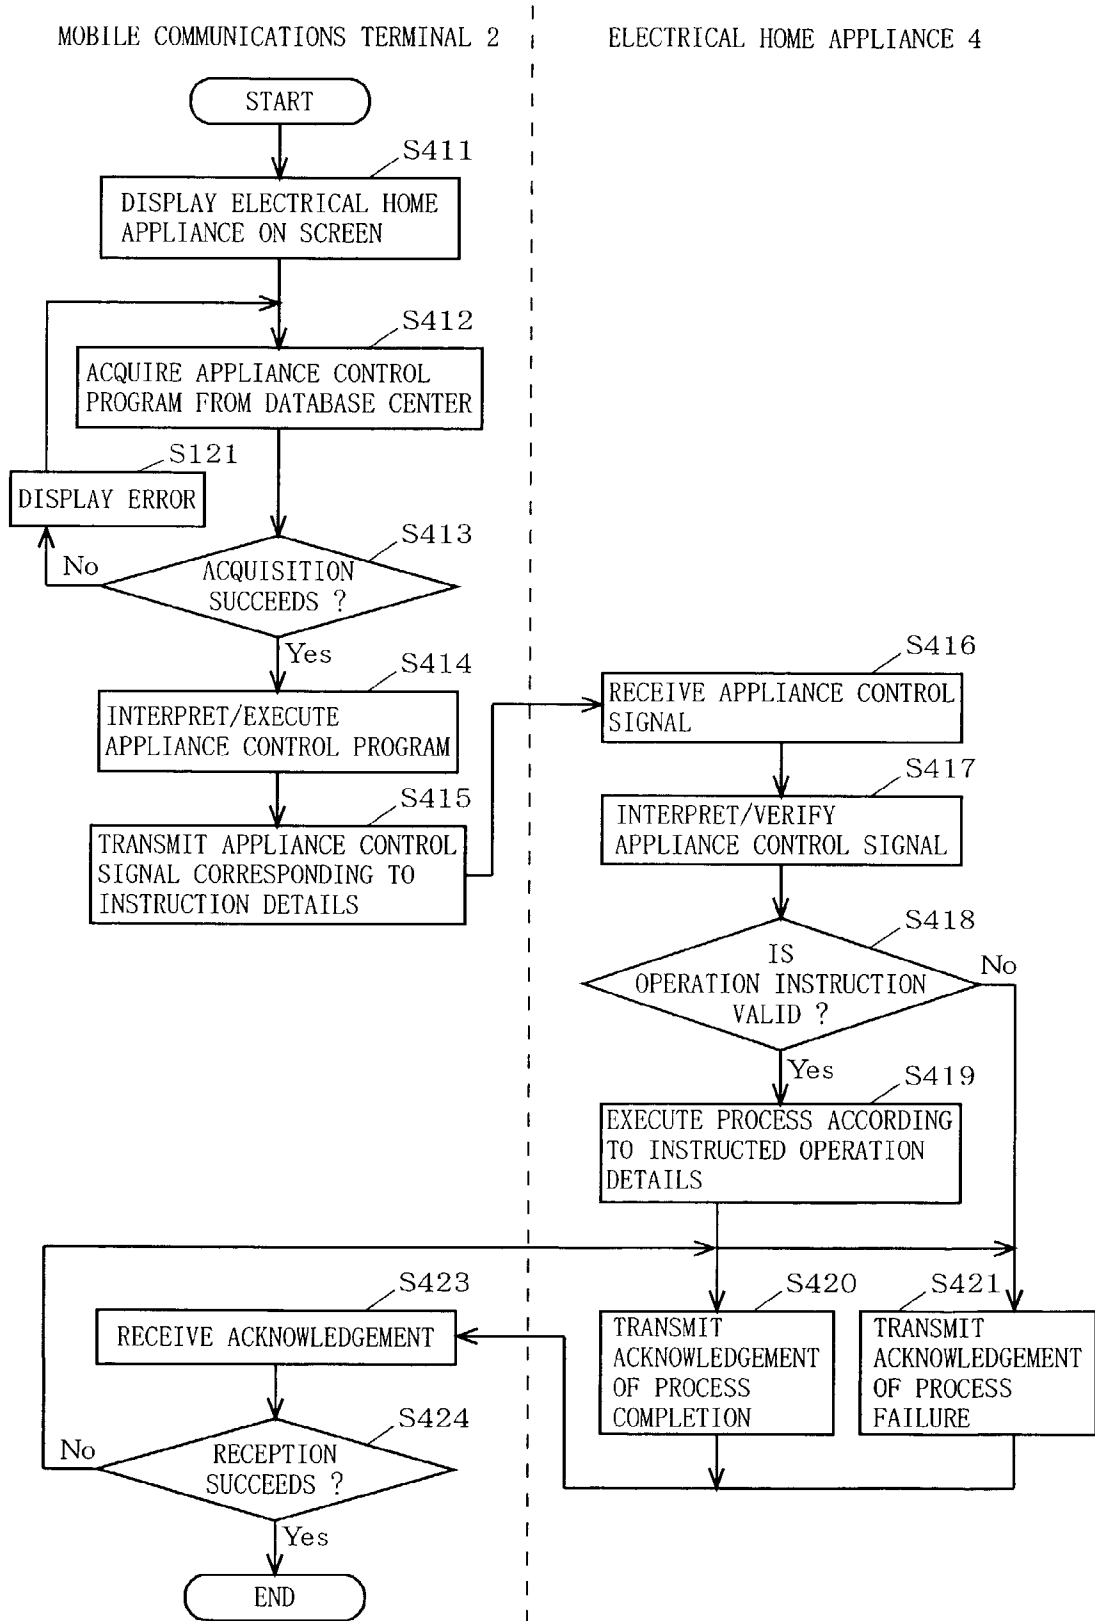 MOBILE COMMUNICATIONS TERMINAL 2
ELECTRICAL HOME APPLIANCE 4
START
S411
DISPLAY ELECTRICAL HOME
APPLIANCE ON SCREEN
S412
ACQUIRE APPLIANCE CONTROL
PROGRAM FROM DATABASE CENTER
S121
DISPLAY ERROR
S413
No
ACQUISITION
SUCCEEDS ?
Yes
S414
INTERPRET/EXECUTE
APPLIANCE CONTROL PROGRAM
S415
TRANSMIT APPLIANCE CONTROL
SIGNAL CORRESPONDING TO
INSTRUCTION DETAILS
S416
RECEIVE APPLIANCE CONTROL
SIGNAL
S417
INTERPRET/VERIFY
APPLIANCE CONTROL SIGNAL
S418
IS
OPERATION INSTRUCTION
VALID ?
No
Yes
S419
EXECUTE PROCESS ACCORDING
TO INSTRUCTED OPERATION
DETAILS
S420
TRANSMIT
ACKNOWLEDGEMENT
OF PROCESS
COMPLETION
S421
TRANSMIT
ACKNOWLEDGEMENT
OF PROCESS
FAILURE
S423
RECEIVE ACKNOWLEDGEMENT
S424
No
RECEPTION
SUCCEEDS ?
Yes
END